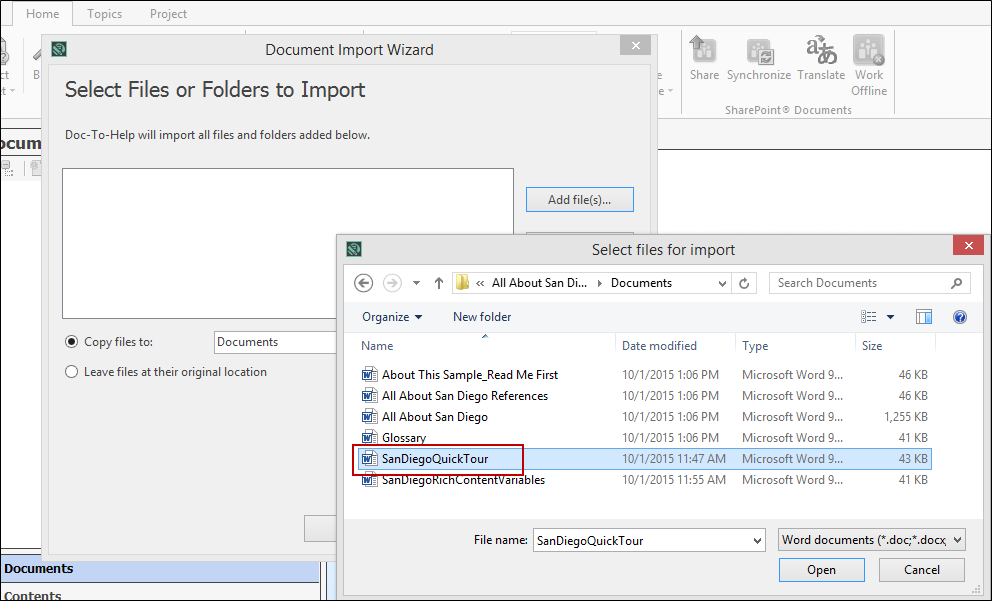 Home Topics Project
Document Import Wizard
Select Files or Folders to Import
Doc-To-Help will import all files and folders added below.
Share Synchronize Translate Work Offline
SharePoint® Documents
Add file(s)...
Copy files to: Documents
Leave files at their original location
Select files for import
« All About San Di... Documents
Search Documents
Organize New folder
Name Date modified Type Size
About This Sample_Read Me First 10/1/2015 1:06 PM Microsoft Word 9... 46 KB
All About San Diego References 10/1/2015 1:06 PM Microsoft Word 9... 46 KB
All About San Diego 10/1/2015 1:06 PM Microsoft Word 9... 1,255 KB
Glossary 10/1/2015 1:06 PM Microsoft Word 9... 41 KB
SanDiegoQuickTour 10/1/2015 11:47 AM Microsoft Word 9... 43 KB
SanDiegoRichContentVariables 10/1/2015 11:55 AM Microsoft Word 9... 41 KB
File name: SanDiegoQuickTour Word documents (*.doc;*.docx
Open Cancel
Documents
Contents